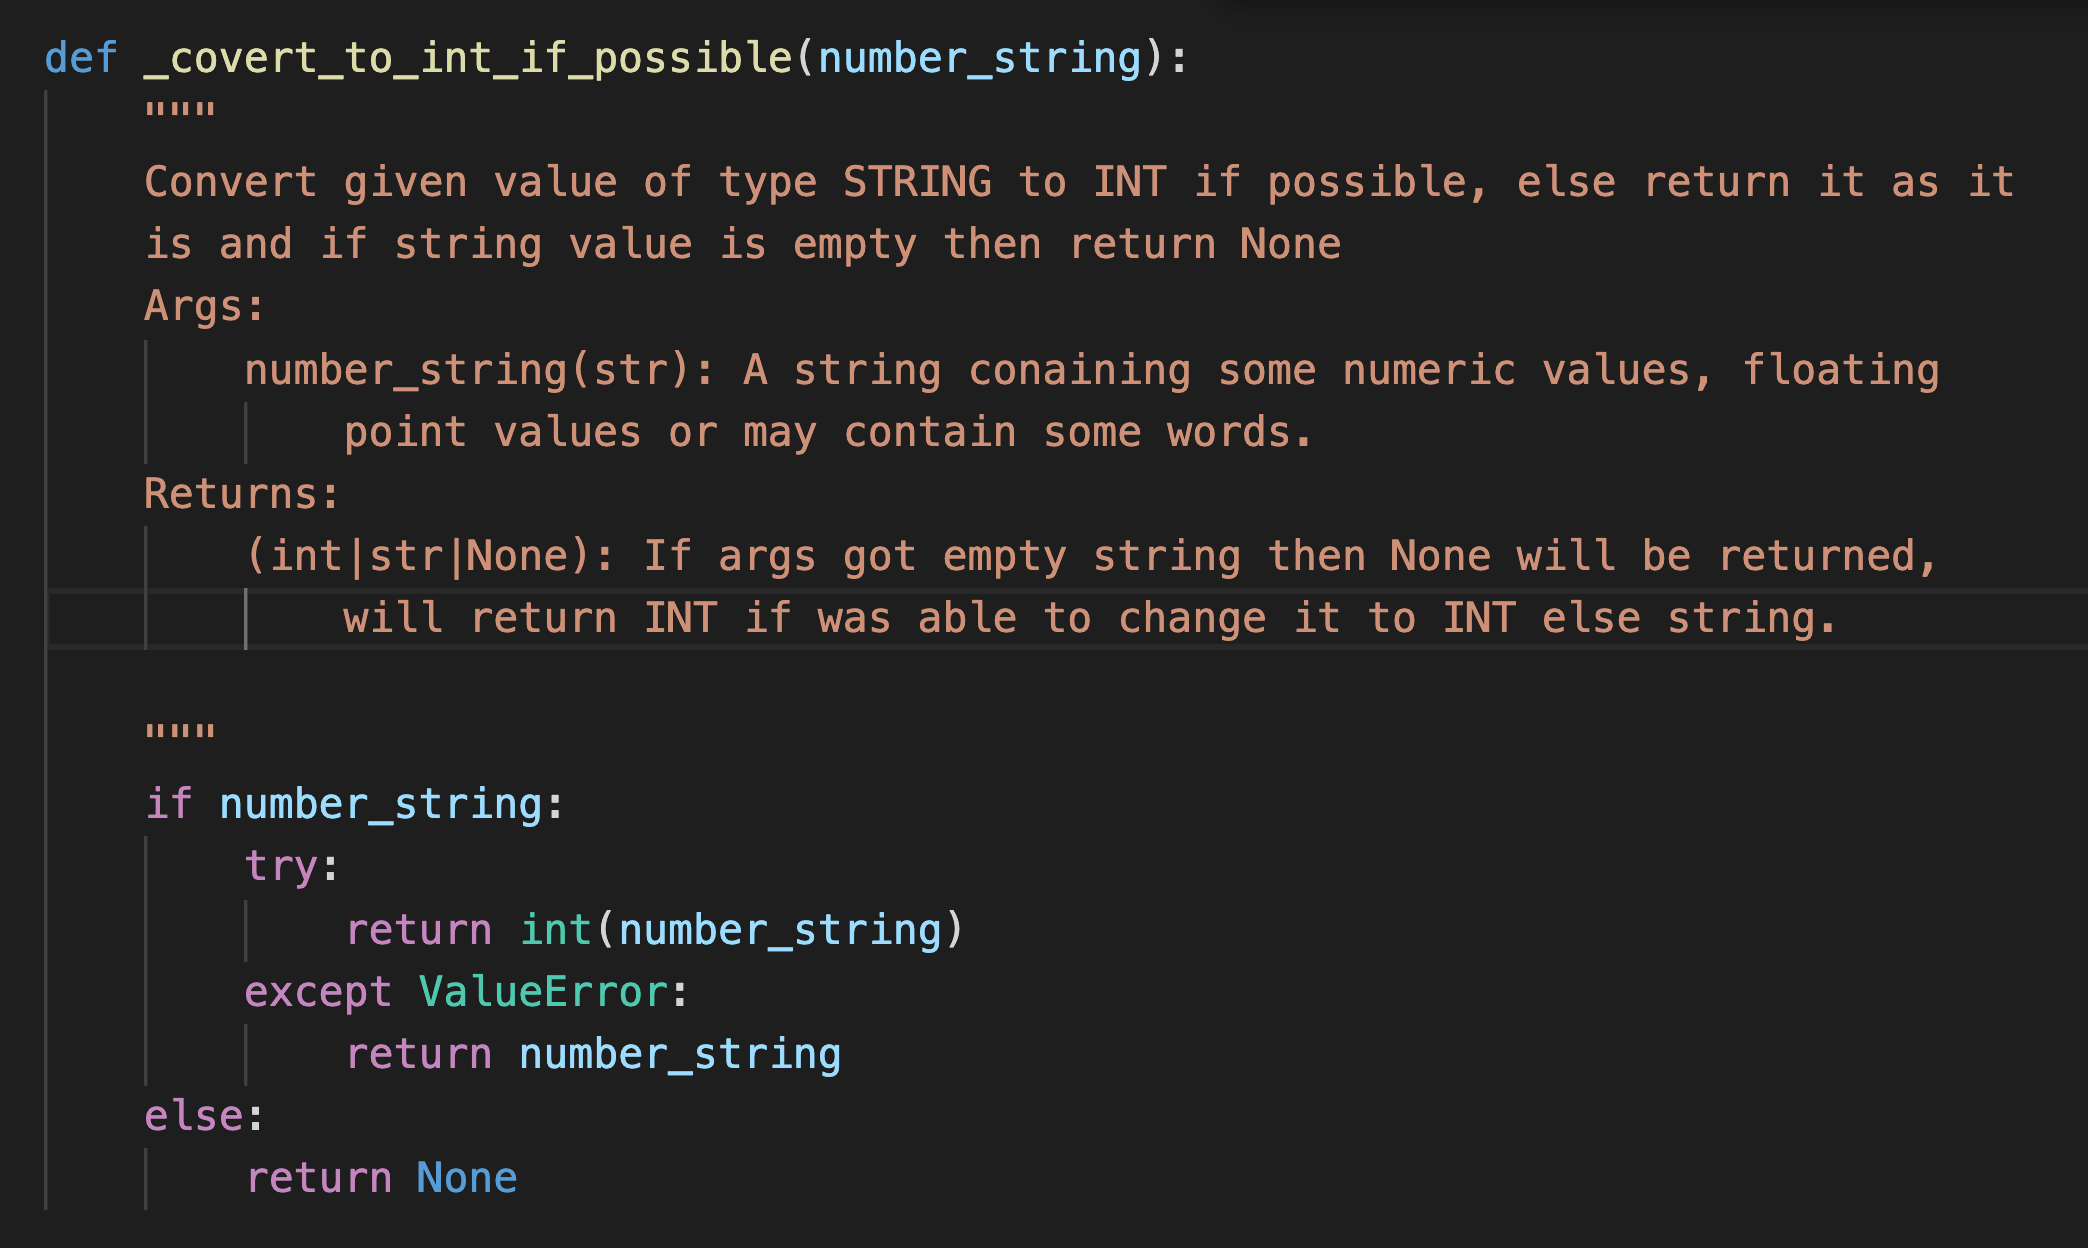 def _covert_to_int_if_possible(number_string):
"""
Convert given value of type STRING to INT if possible, else return it as it
is and if string value is empty then return None
Args:
number_string(str): A string conaining some numeric values, floating
point values or may contain some words.
Returns:
(int|str|None): If args got empty string then None will be returned,
will return INT if was able to change it to INT else string.
"""
if number_string:
try:
return int(number_string)
except ValueError:
return number_string
else:
return None